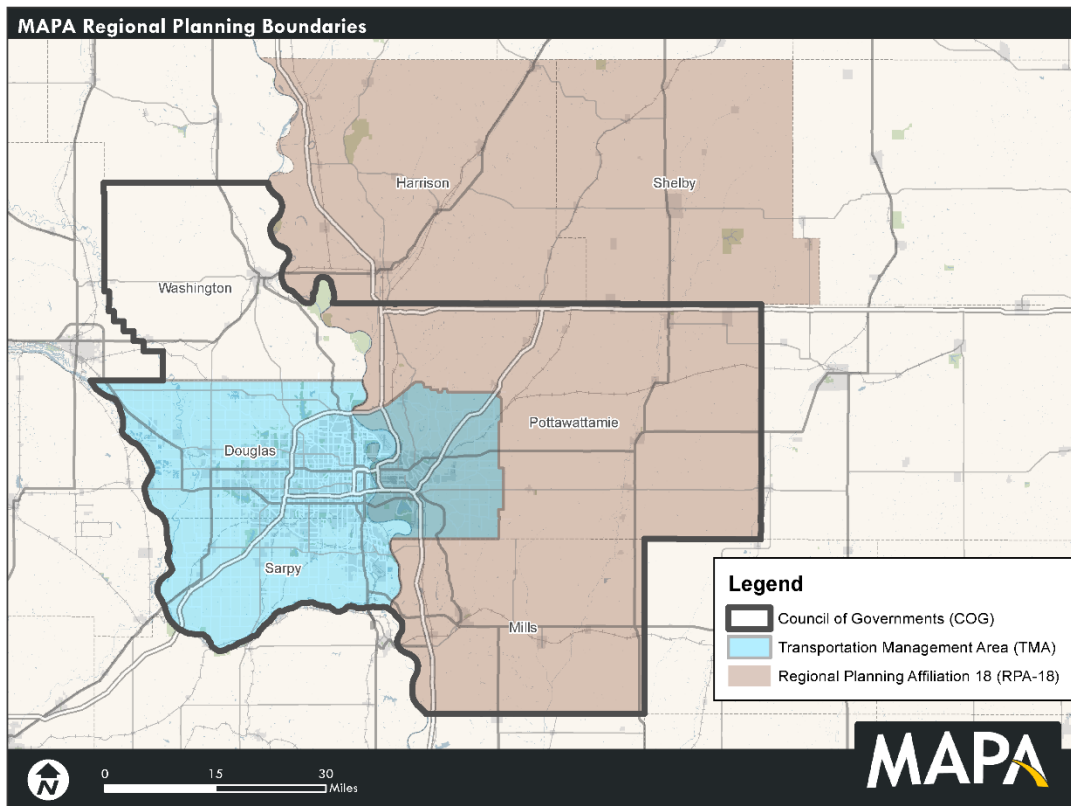 MAPA Regional Planning Boundaries
Harrison
Shelby
Washington
Pottawattamie
Douglas
Sarpy
Mills
Legend
Council of Governments (COG)
Transportation Management Area (TMA)
Regional Planning Affiliation 18 (RPA-18)
N
0 15 30
Miles
MAPA